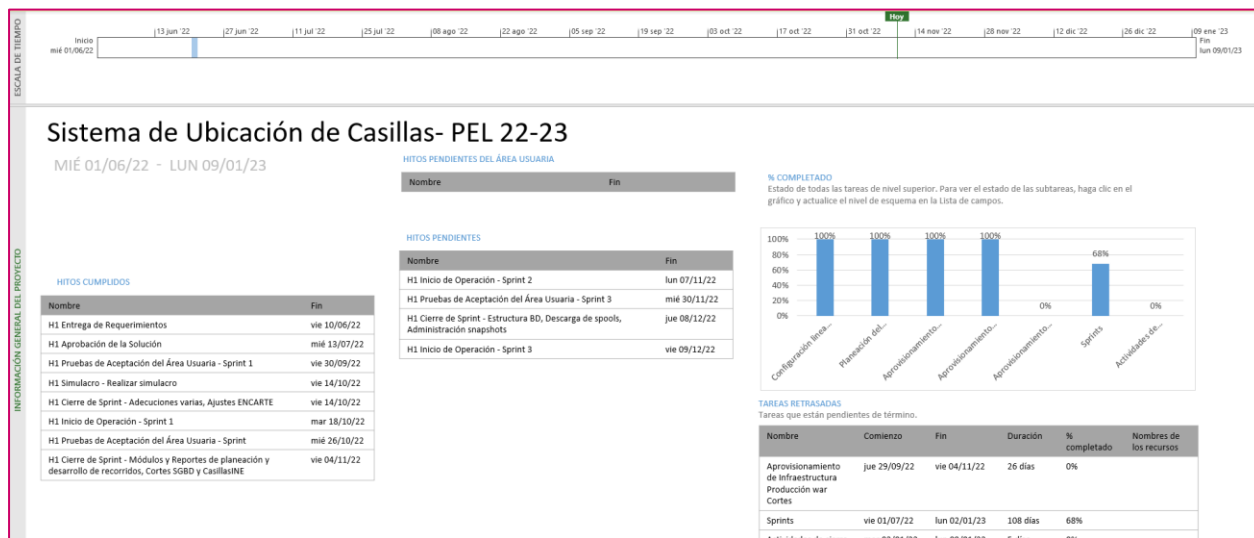 ESCALA DE TIEMPO
Hoy
13 jun '22 27 jun '22 11 jul '22 25 jul '22 08 ago '22 22 ago '22 05 sep '22 19 sep '22 03 oct '22 17 oct '22 31 oct '22 14 nov '22 28 nov '22 12 dic '22 26 dic '22 09 ene '23
Inicio
mié 01/06/22
Fin
lun 09/01/23
INFORMACIÓN GENERAL DEL PROYECTO
Sistema de Ubicación de Casillas- PEL 22-23
MIÉ 01/06/22 - LUN 09/01/23
HITOS CUMPLIDOS
Nombre Fin
H1 Entrega de Requerimientos vie 10/06/22
H1 Aprobación de la Solución mié 13/07/22
H1 Pruebas de Aceptación del Área Usuaria - Sprint 1 vie 30/09/22
H1 Simulacro - Realizar simulacro vie 14/10/22
H1 Cierre de Sprint - Adecuciones varias, Ajustes ENCARTE vie 14/10/22
H1 Inicio de Operación - Sprint 1 mar 18/10/22
H1 Pruebas de Aceptación del Área Usuaria - Sprint mié 26/10/22
H1 Cierre de Sprint - Módulos y Reportes de planeación y vie 04/11/22
desarrollo de recorridos, Cortes SGBD y CasillasINE
HITOS PENDIENTES DEL ÁREA USUARIA
Nombre Fin
HITOS PENDIENTES
Nombre Fin
H1 Inicio de Operación - Sprint 2 lun 07/11/22
H1 Pruebas de Aceptación del Área Usuaria - Sprint 3 mié 30/11/22
H1 Cierre de Sprint - Estructura BD, Descarga de spools, jue 08/12/22
Administración snapshots
H1 Inicio de Operación - Sprint 3 vie 09/12/22
% COMPLETADO
Estado de todas las tareas de nivel superior. Para ver el estado de las subtareas, haga clic en el
gráfico y actualice el nivel de esquema en la Lista de campos.
100% 100% 100% 100% 68% 0% 0%
100%
80%
60%
40%
20%
0%
Configuración linea...
Planeación del...
Aprovisionamiento...
Aprovisionamiento...
Aprovisionamiento...
Sprints
Actividades de...
TAREAS RETRASADAS
Tareas que están pendientes de término.
Nombre Comienzo Fin Duración % Nombres de
completado los recursos
Aprovisionamiento jue 29/09/22 vie 04/11/22 26 días 0%
de Infraestructura
Producción war
Cortes
Sprints vie 01/07/22 lun 02/01/23 108 días 68%